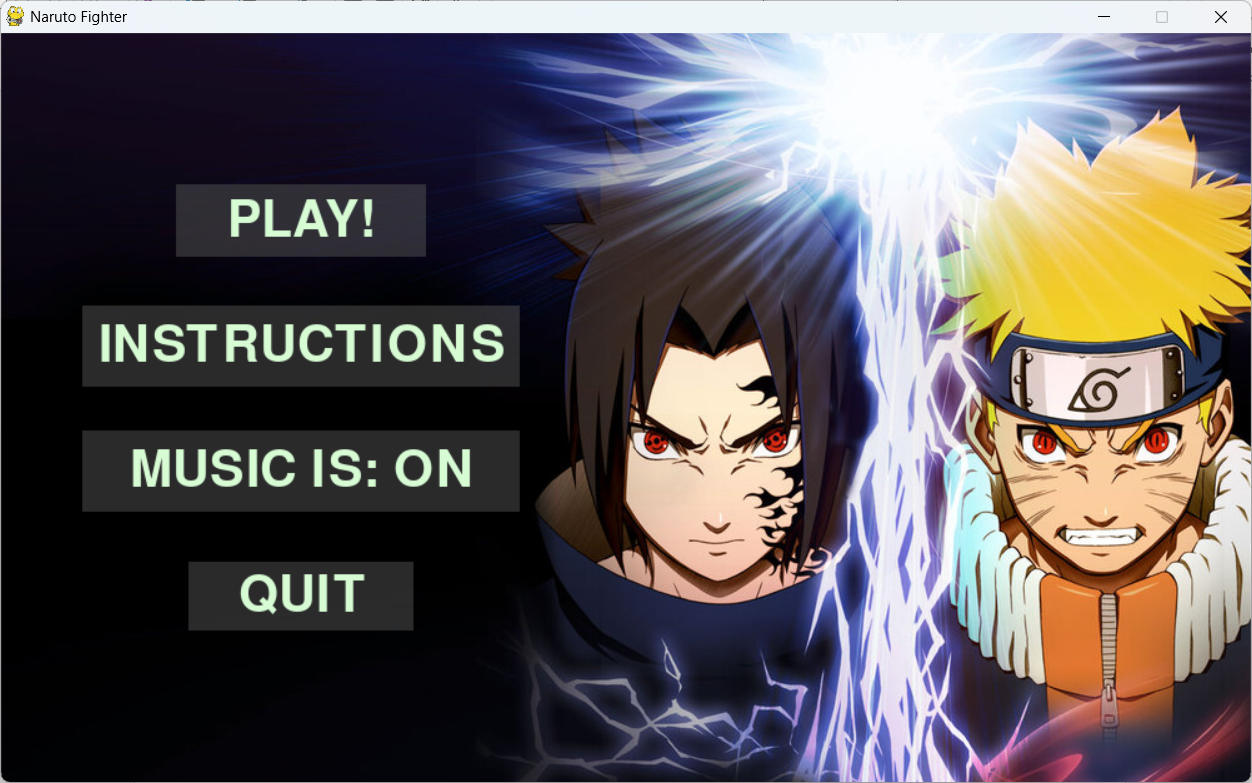 Naruto Fighter
PLAY!
INSTRUCTIONS
MUSIC IS: ON
QUIT